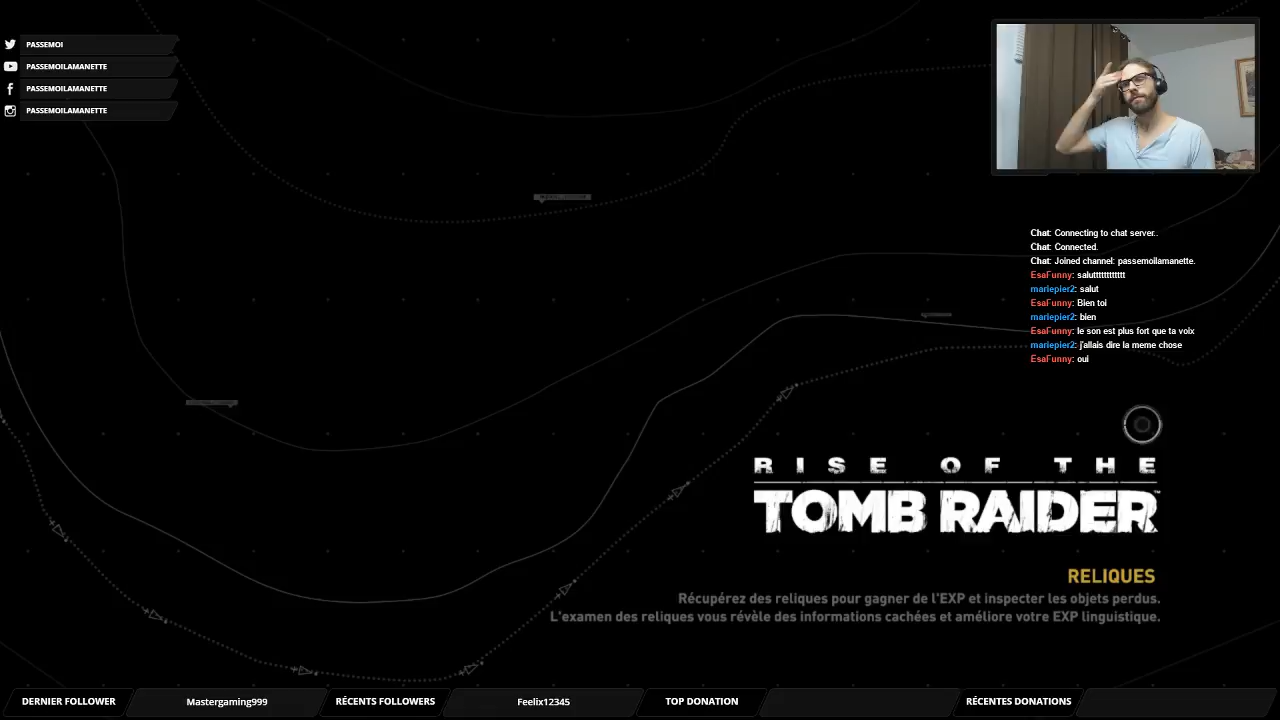 PASSEMOI
PASSEMOILAMANETTE
PASSEMOILAMANETTE
PASSEMOILAMANETTE
Chat: Connecting to chat server..
Chat: Connected.
Chat: Joined channel: passemoilamanette.
EsaFunny: salutttttttttttt
mariepier2: salut
EsaFunny: Bien toi
mariepier2: bien
EsaFunny: le son est plus fort que ta voix
mariepier2: j'allais dire la meme chose
EsaFunny: oui
RISE OF THE
TOMB RAIDER
RELIQUES
Récupérez des reliques pour gagner de l'EXP et inspecter les objets perdus.
L'examen des reliques vous révèle des informations cachées et améliore votre EXP linguistique.
DERNIER FOLLOWER Mastergaming999 RÉCENTS FOLLOWERS Feelix12345 TOP DONATION RÉCENTES DONATIONS